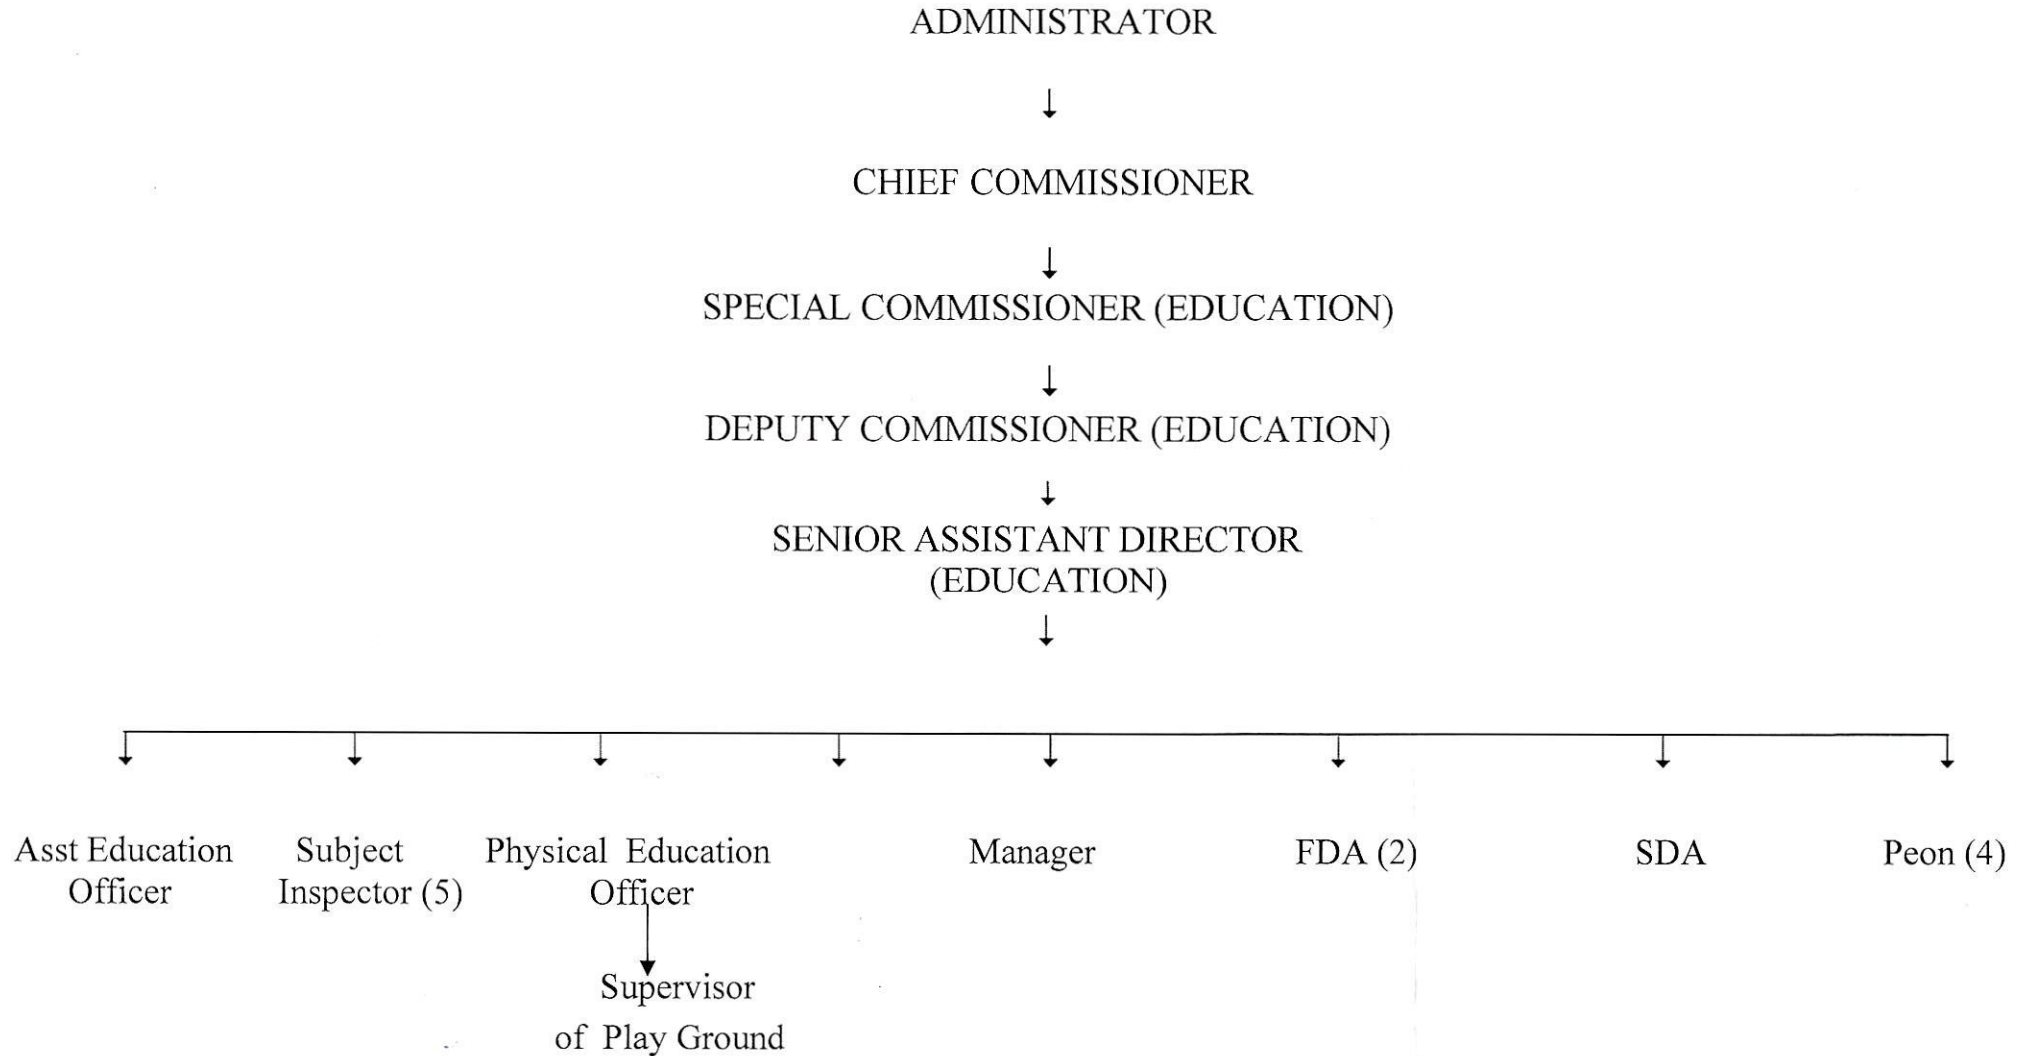 ADMINISTRATOR
CHIEF COMMISSIONER
SPECIAL COMMISSIONER (EDUCATION)
DEPUTY COMMISSIONER (EDUCATION)
SENIOR ASSISTANT DIRECTOR
(EDUCATION)
Asst Education
Officer
Subject
Inspector (5)
Physical Education
Officer
Supervisor
of Play Ground
Manager
FDA (2)
SDA
Peon (4)